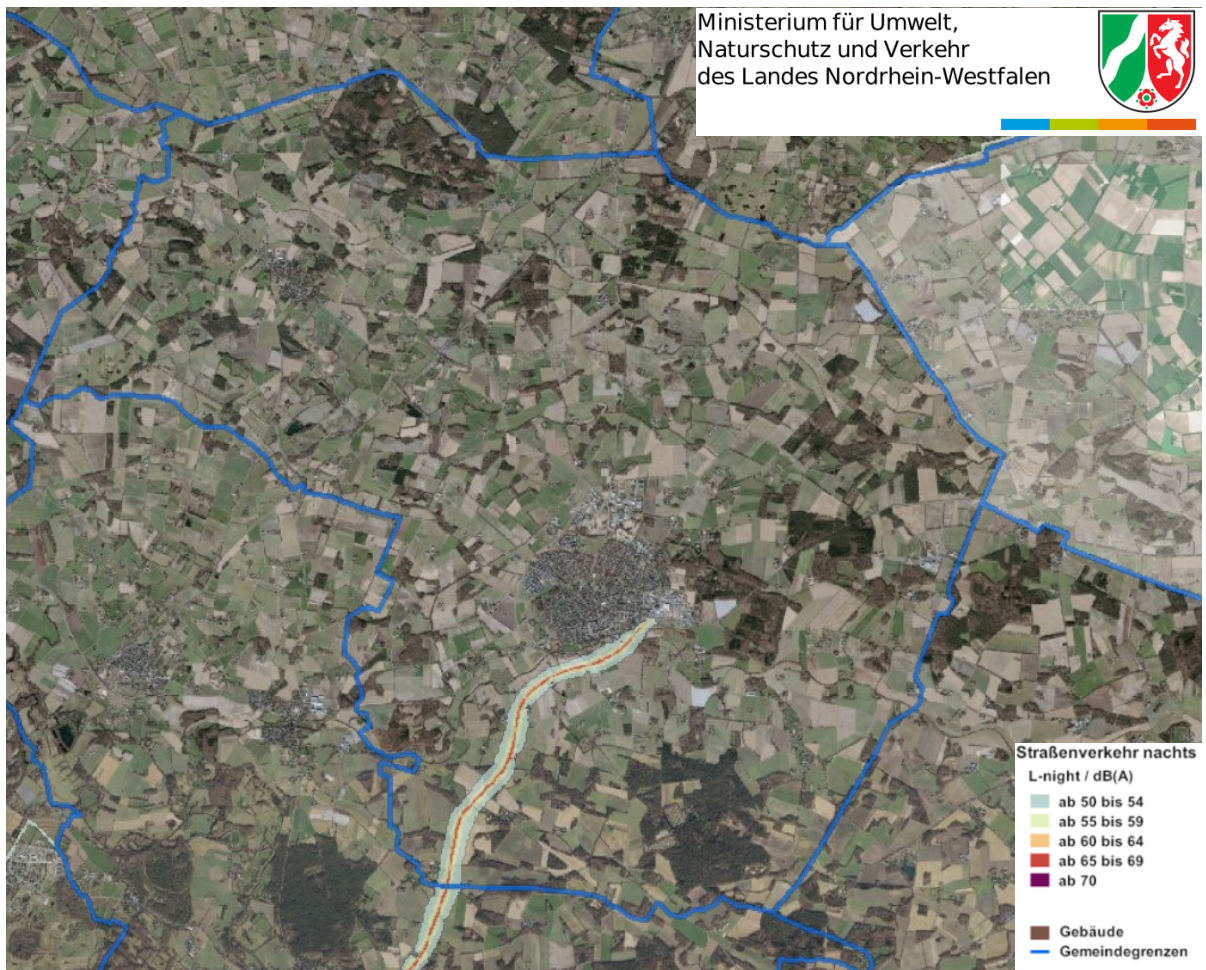 Ministerium für Umwelt,
Naturschutz und Verkehr
des Landes Nordrhein-Westfalen
Straßenverkehr nachts
L-night / dB(A)
ab 50 bis 54
ab 55 bis 59
ab 60 bis 64
ab 65 bis 69
ab 70
Gebäude
Gemeindegrenzen